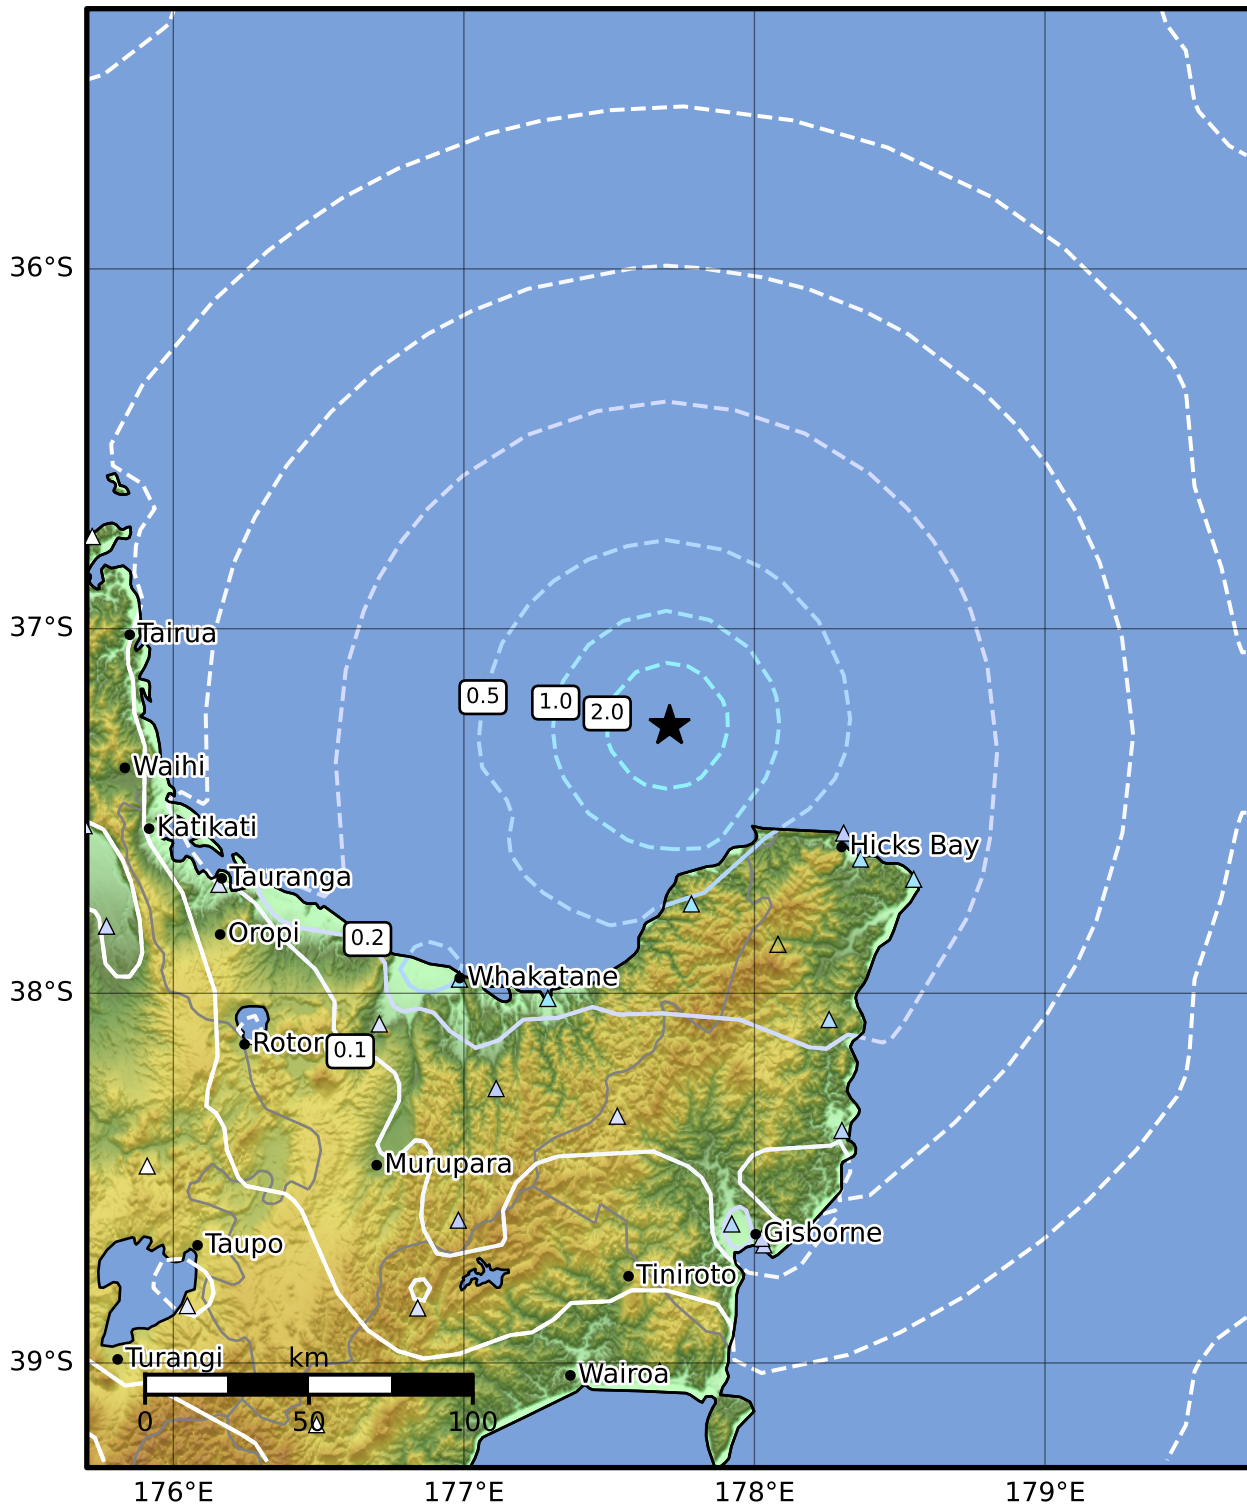 36°S
37°S
Tairua
0.5
1.0
2.0
Waihi
Katikati
Hicks Bay
Tauranga
Oropi
0.2
Whakatane
38°S
Rotor
0.1
Murupara
Gisborne
Taupo
Tiniroto
39°S
Turangi
km
Wairoa
0
50
100
176°E
177°E
178°E
179°E